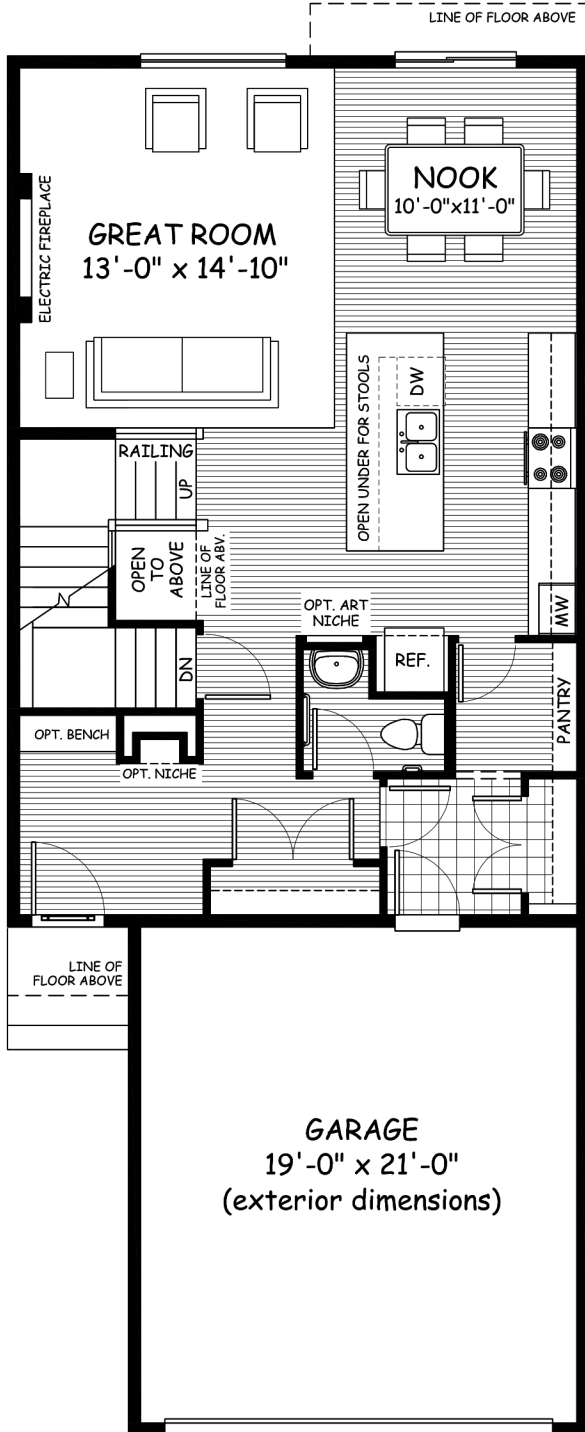 LINE OF FLOOR ABOVE
NOOK
10'-0"x11'-0"
ELECTRIC FIREPLACE
GREAT ROOM
13'-0" x 14'-10"
DW
OPEN UNDER FOR STOOLS
RAILING
UP
OPEN
TO
ABOVE
LINE OF
FLOOR ABV.
OPT. ART
NICHE
MW
REF.
DN
PANTRY
OPT. BENCH
OPT. NICHE
LINE OF
FLOOR ABOVE
GARAGE
19'-0" x 21'-0"
(exterior dimensions)